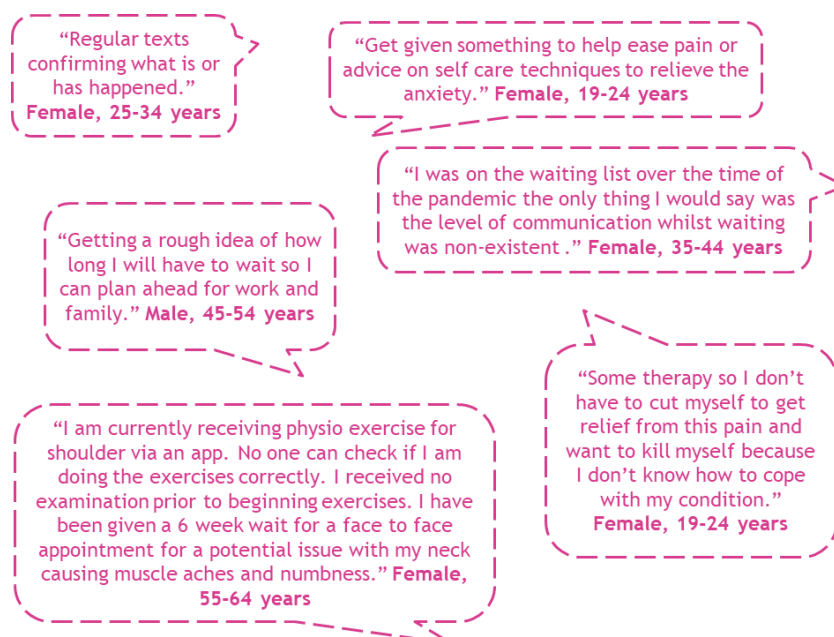 “Regular texts
confirming what is or
has happened.”
Female, 25-34 years
“Get given something to help ease pain or
advice on self care techniques to relieve the
anxiety.” Female, 19-24 years
“I was on the waiting list over the time of
the pandemic the only thing I would say was
the level of communication whilst waiting
was non-existent .” Female, 35-44 years
“Getting a rough idea of how
long I will have to wait so I
can plan ahead for work and
family.” Male, 45-54 years
“Some therapy so I don’t
have to cut myself to get
relief from this pain and
want to kill myself because
I don’t know how to cope
with my condition.”
Female, 19-24 years
“I am currently receiving physio exercise for
shoulder via an app. No one can check if I am
doing the exercises correctly. I received no
examination prior to beginning exercises. I have
been given a 6 week wait for a face to face
appointment for a potential issue with my neck
causing muscle aches and numbness.” Female,
55-64 years